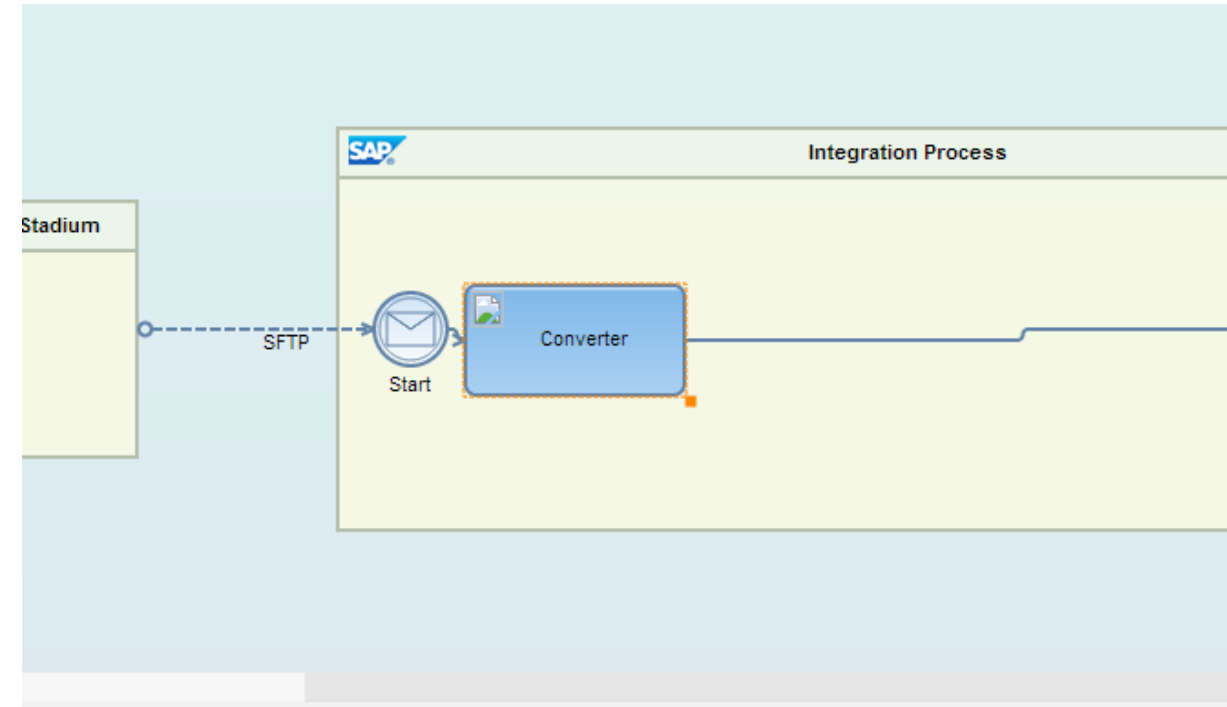 SAP
Integration Process
Stadium
SFTP
Start
Converter